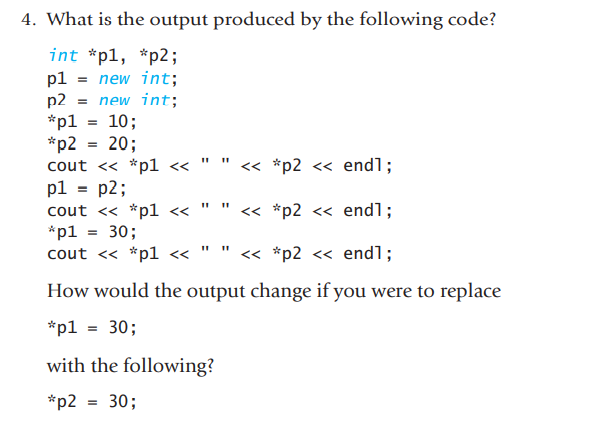 4. What is the output produced by the following code?
int *p1, *p2;
p1 = new int;
p2 = new int;
*p1 = 10;
*p2 = 20;
cout << *p1 << " " << *p2 << endl;
p1 = p2;
cout << *p1 << " " << *p2 << endl;
*p1 = 30;
cout << *p1 << " " << *p2 << endl;
How would the output change if you were to replace
*p1 = 30;
with the following?
*p2 = 30;